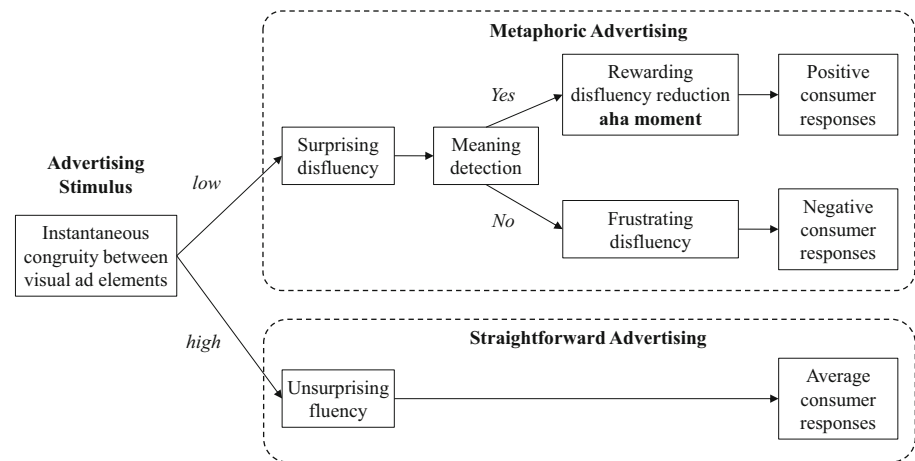 Metaphoric Advertising
Rewarding
disfluency reduction
aha moment
Positive
consumer
responses
Yes
Surprising
disfluency
Meaning
detection
Advertising
Stimulus
low
No
Frustrating
disfluency
Negative
consumer
responses
Instantaneous
congruity between
visual ad elements
high
Straightforward Advertising
Unsurprising
fluency
Average
consumer
responses